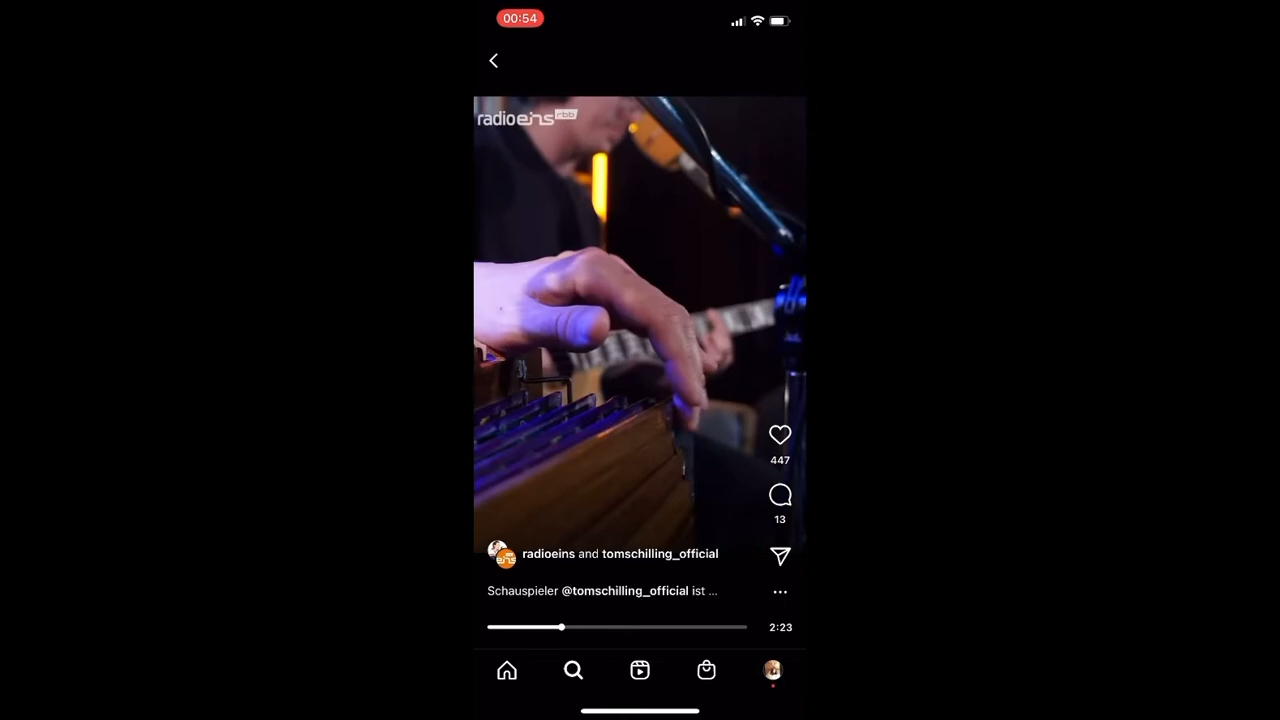 00:54
radioeins rbb
447
13
radioeins and tomschilling_official
Schauspieler @tomschilling_official ist ...
2:23